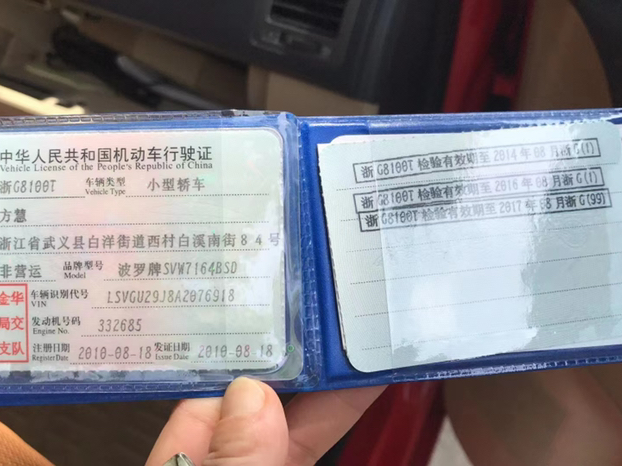 中华人民共和国机动车行驶证
Vehicle License of the People's Republic of China
浙G8100T 车辆类型 Vehicle Type 小型轿车
方慧
浙江省武义县白洋街道西村白溪南街84号
非营运 品牌型号 Model 波罗牌SVW7164BSD
金华
局交
支队
车辆识别代号 VIN LSVGU29J8A2076918
发动机号码 Engine No. 332685
注册日期 Register Date 2010-08-18 发证日期 Issue Date 2010-08-18
浙G8100T 检验有效期至 2014年08月浙G(1)
浙G8100T 检验有效期至 2016年08月浙G(1)
浙G8100T 检验有效期至 2017年08月浙G(99)